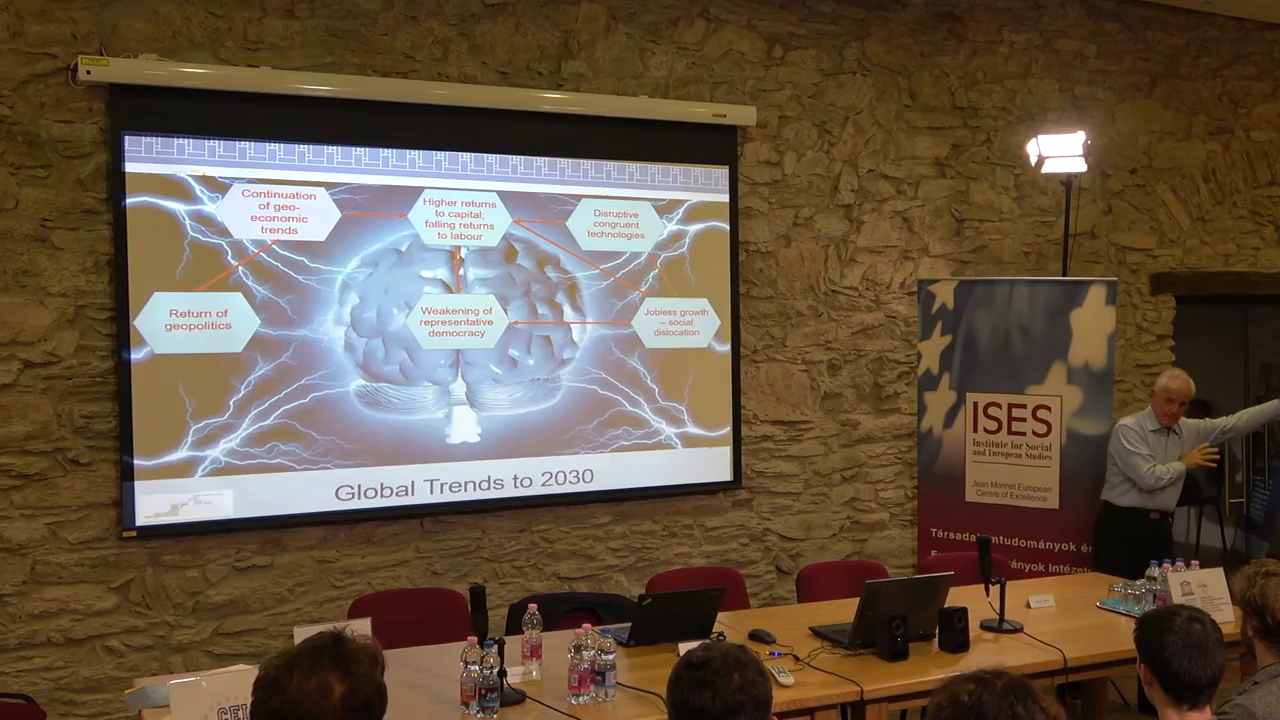 Continuation
of geo-
economic
trends
Higher returns
to capital;
falling returns
to labour
Disruptive
congruent
technologies
Return of
geopolitics
Weakening of
representative
democracy
Jobless growth
– social
dislocation
Global Trends to 2030
ISES
Institute for Social
and European Studies
Jean Monnet European
Centre of Excellence